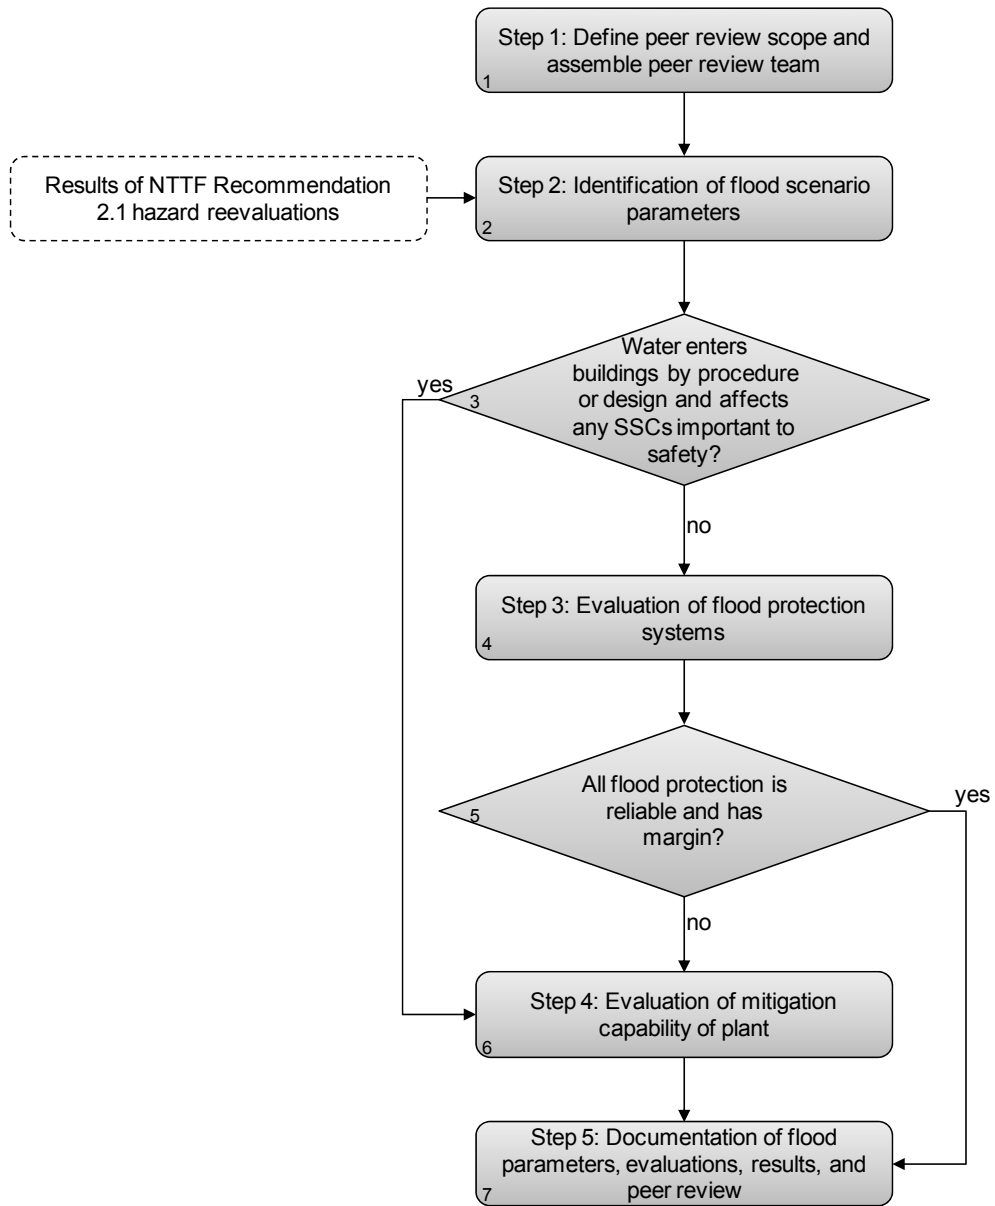 Step 1: Define peer review scope and
assemble peer review team
1
Results of NTTF Recommendation
2.1 hazard reevaluations
Step 2: Identification of flood scenario
parameters
2
Water enters
buildings by procedure
or design and affects
any SSCs important to
safety?
3
yes
no
Step 3: Evaluation of flood protection
systems
4
All flood protection is
reliable and has
margin?
5
yes
no
Step 4: Evaluation of mitigation
capability of plant
6
Step 5: Documentation of flood
parameters, evaluations, results, and
peer review
7